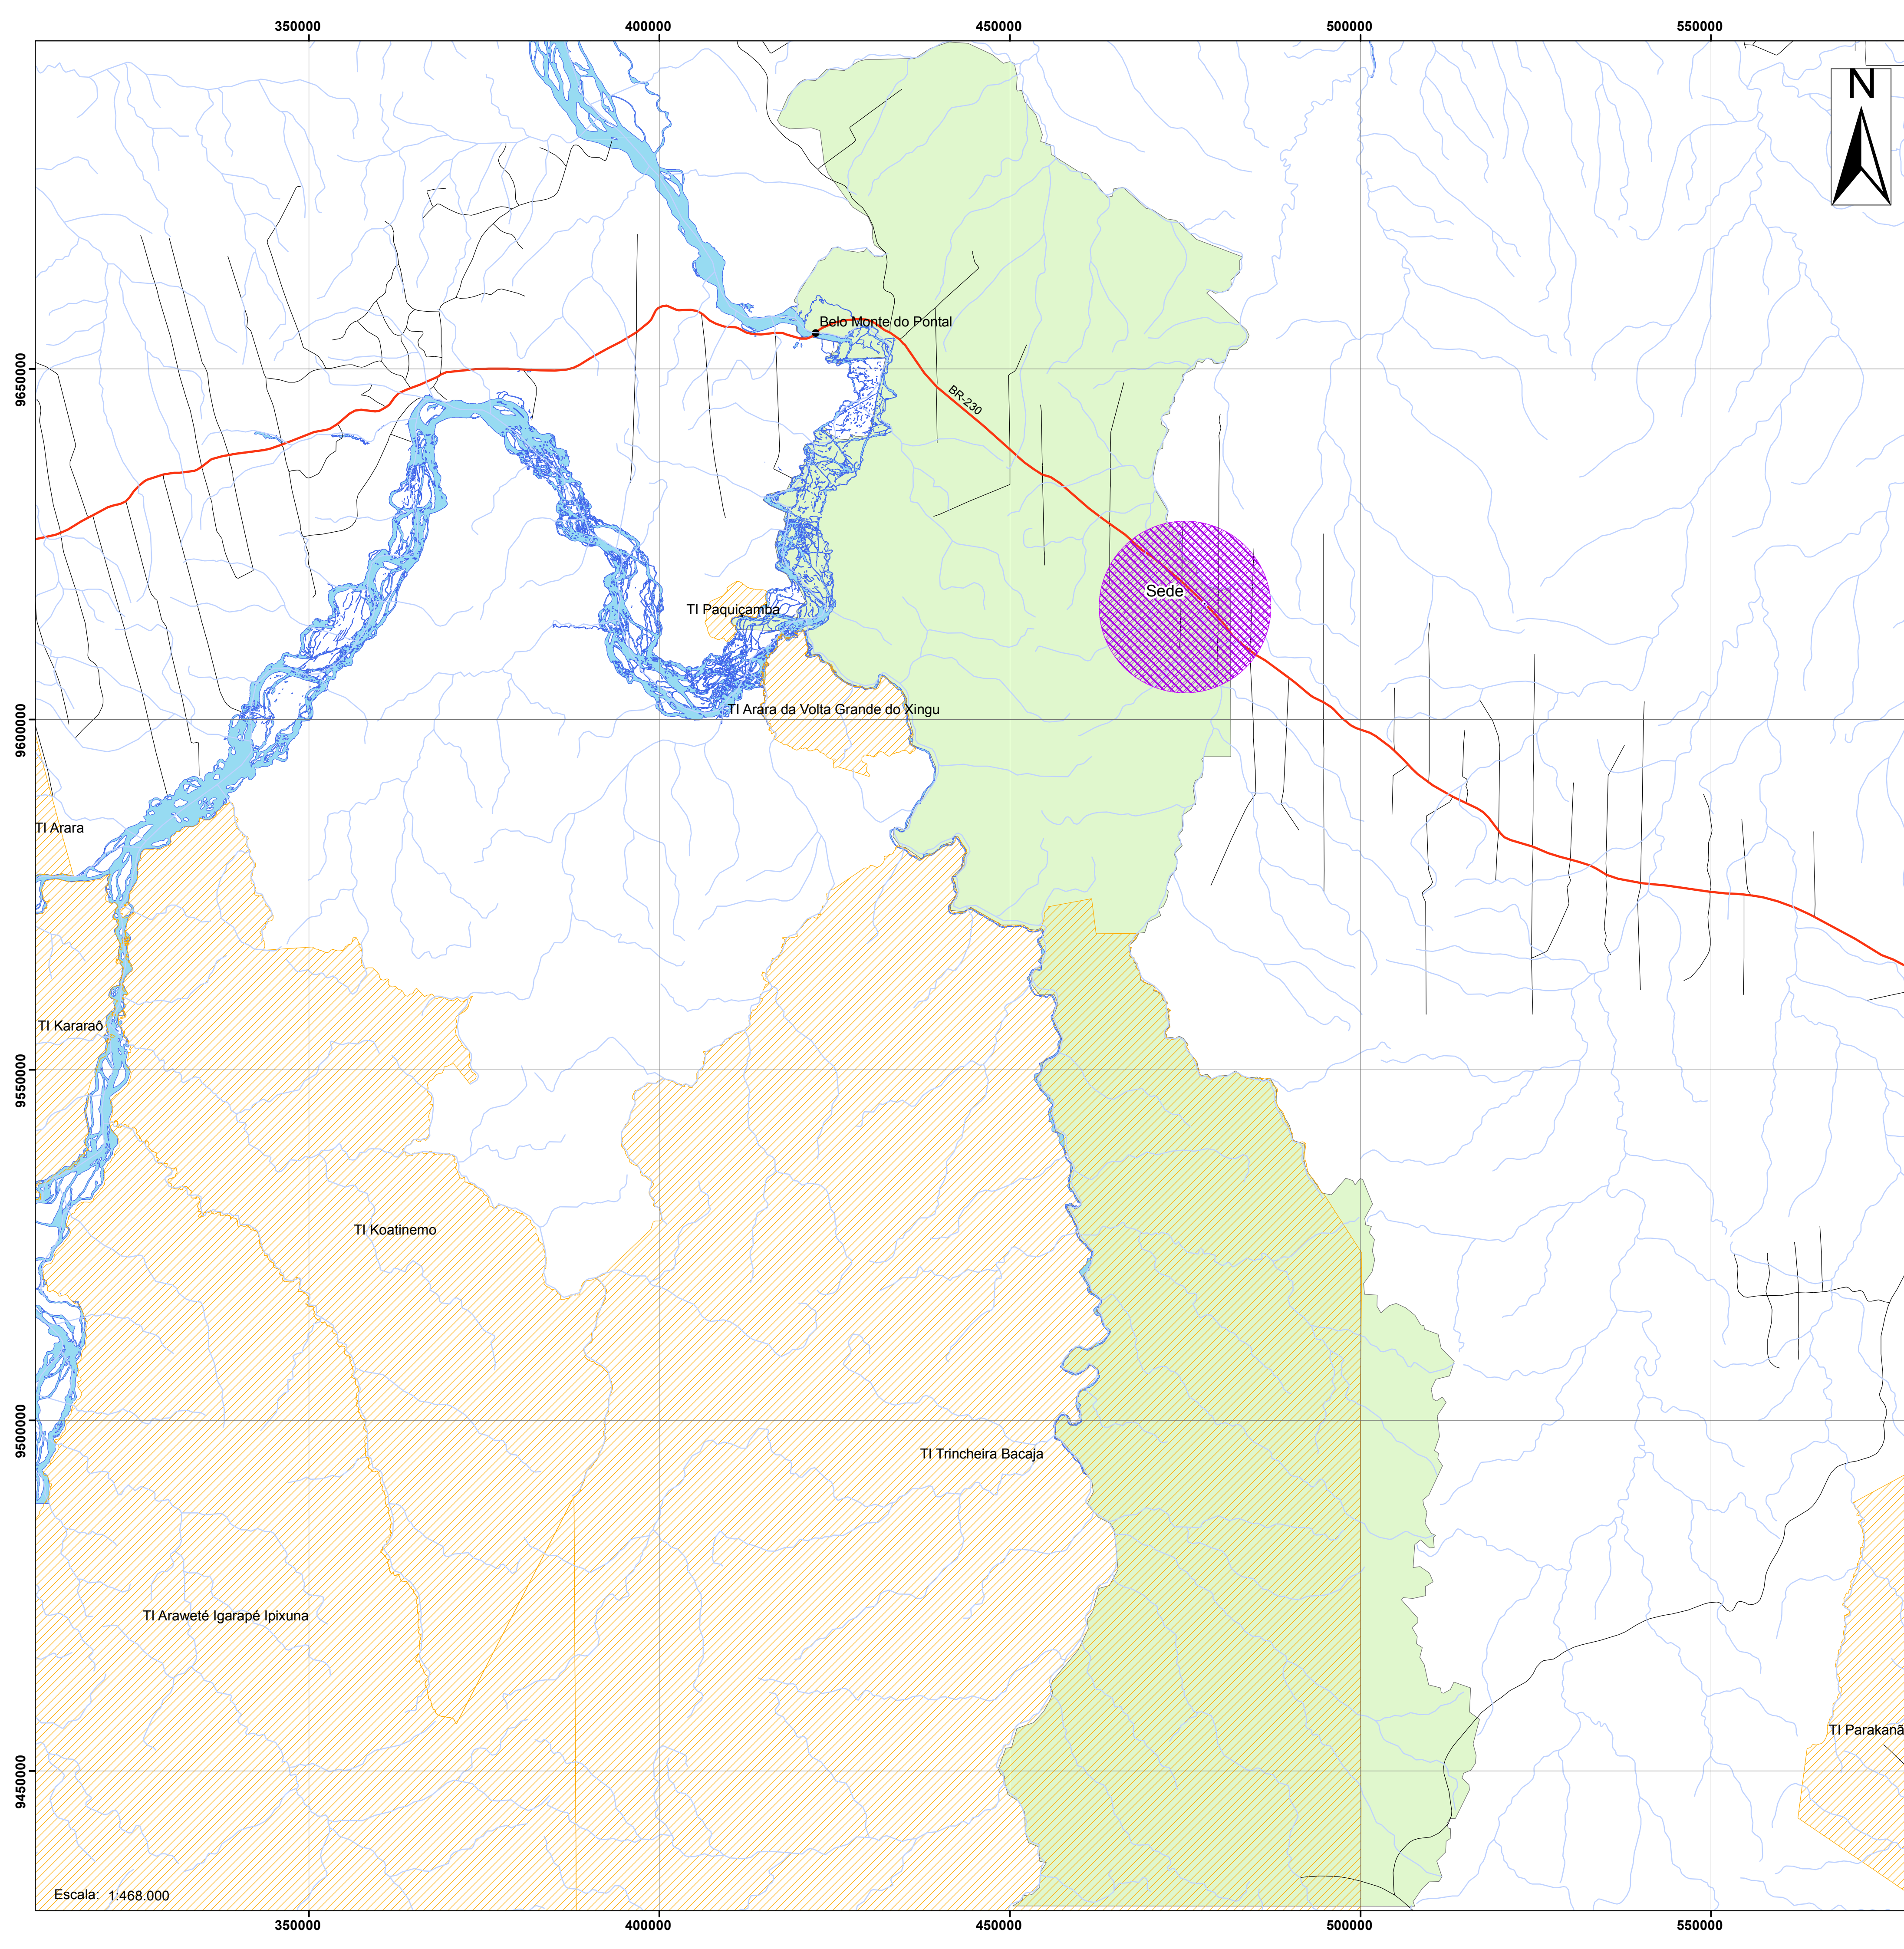 350000
400000
450000
500000
550000
N
Belo Monte do Pontal
9650000
BR-230
Sede
TI Paquiçamba
TI Arara da Volta Grande do Xingu
9600000
TI Arara
TI Kararaô
9550000
TI Koatinemo
9500000
TI Trincheira Bacaja
TI Araweté Igarapé Ipixuna
TI Parakanã
9450000
Escala: 1:468.000
350000
400000
450000
500000
550000